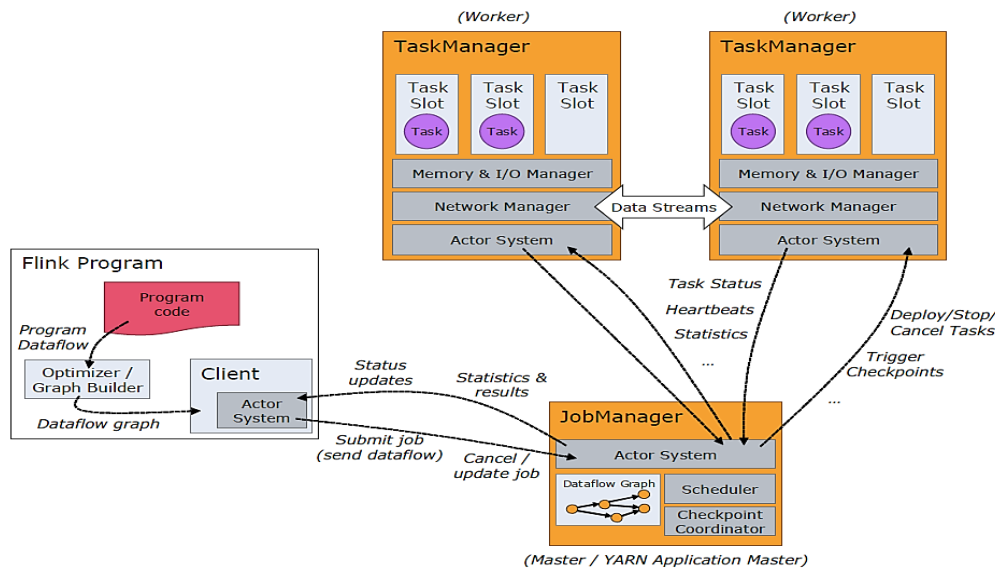 (Worker)
(Worker)
TaskManager
Task
Slot
Task
Task
Slot
Task
Task
Slot
Memory & I/O Manager
Network Manager
Actor System
TaskManager
Task
Slot
Task
Task
Slot
Task
Task
Slot
Memory & I/O Manager
Network Manager
Actor System
Data Streams
Flink Program
Program
code
Program
Dataflow
Optimizer /
Graph Builder
Dataflow graph
Client
Actor
System
Status
updates
Statistics &
results
Submit job
(send dataflow)
Cancel /
update job
Task Status
Heartbeats
Statistics
...
Deploy/Stop/
Cancel Tasks
Trigger
Checkpoints
...
JobManager
Actor System
Dataflow Graph
Scheduler
Checkpoint
Coordinator
(Master / YARN Application Master)